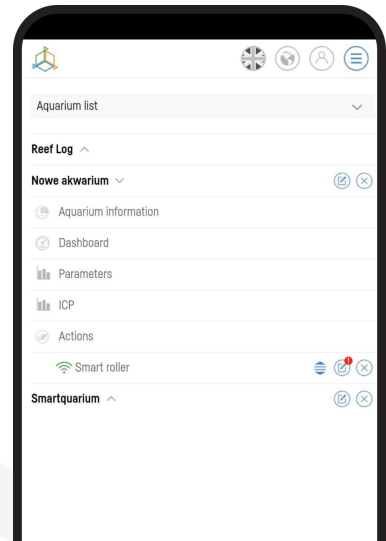 Aquarium list
Reef Log
Nowe akwarium
Aquarium information
Dashboard
Parameters
ICP
Actions
Smart roller
!
Smartquarium